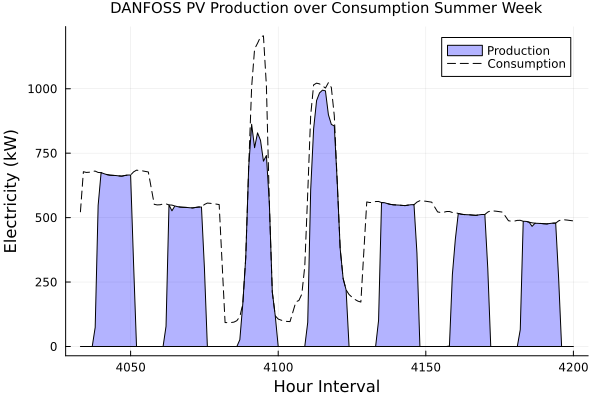 DANFOSS PV Production over Consumption Summer Week
Production
Consumption
Electricity (kW)
1000
750
500
250
0
4050
4100
4150
4200
Hour Interval